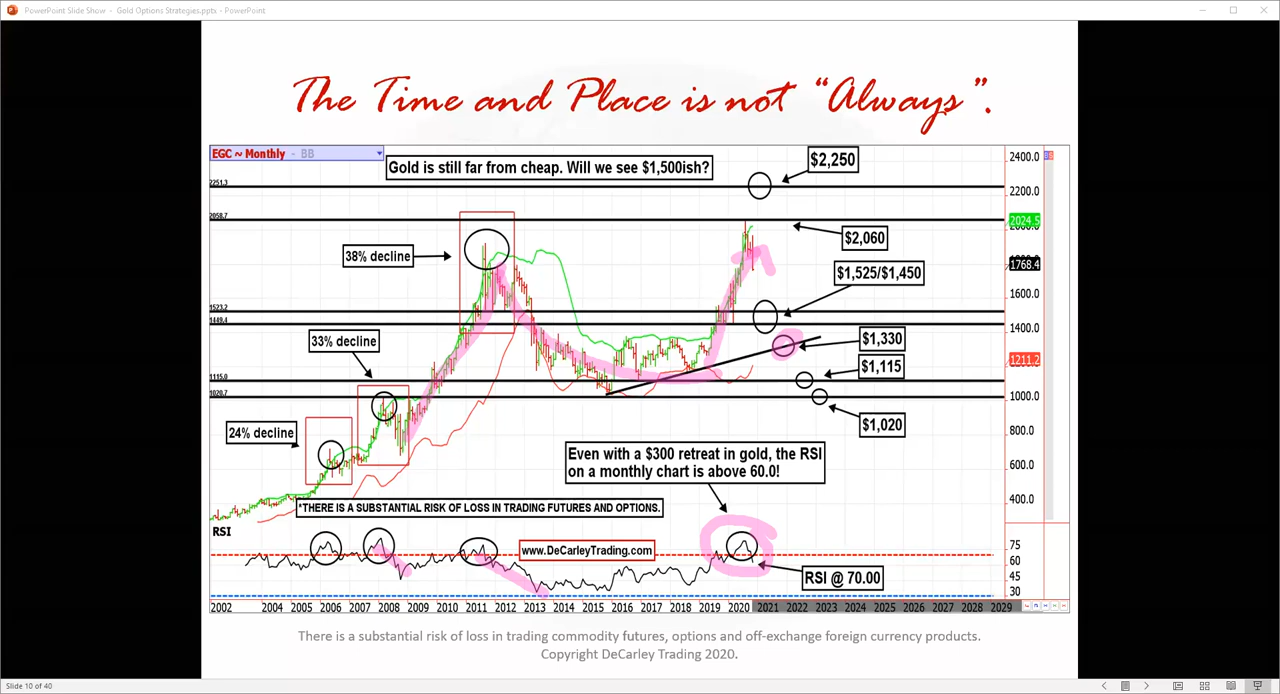 PowerPoint Slide Show - Gold Options Strategies.pptx - PowerPoint
The Time and Place is not “Always”.
EGC ~ Monthly - BB
Gold is still far from cheap. Will we see $1,500ish?
$2,250
2400.0
2251.3
2200.0
2058.7
2024.5
$2,060
38% decline
1768.4
$1,525/$1,450
1600.0
1523.2
1449.4
1400.0
33% decline
$1,330
1211.2
$1,115
1115.0
1020.7
1000.0
24% decline
$1,020
800.0
Even with a $300 retreat in gold, the RSI
on a monthly chart is above 60.0!
600.0
400.0
*THERE IS A SUBSTANTIAL RISK OF LOSS IN TRADING FUTURES AND OPTIONS.
RSI
www.DeCarleyTrading.com
75
60
45
30
RSI @ 70.00
2002 2004 2005 2006 2007 2008 2009 2010 2011 2012 2013 2014 2015 2016 2017 2018 2019 2020 2021 2022 2023 2024 2025 2026 2027 2028 2029
There is a substantial risk of loss in trading commodity futures, options and off-exchange foreign currency products.
Copyright DeCarley Trading 2020.
Slide 10 of 40